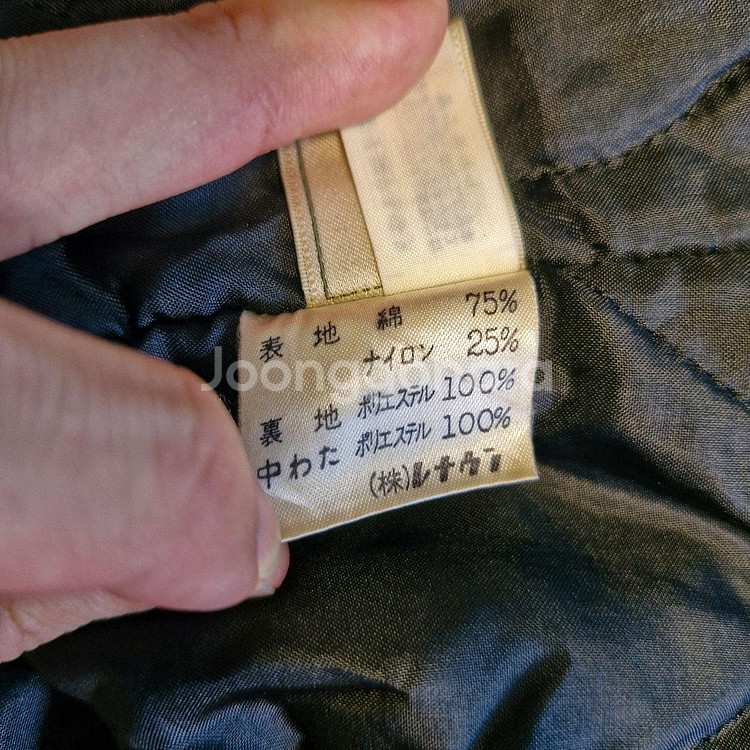 表地 綿 75%
ナイロン 25%
裏地 ポリエステル 100%
中わた ポリエステル 100%
(株)レナウン